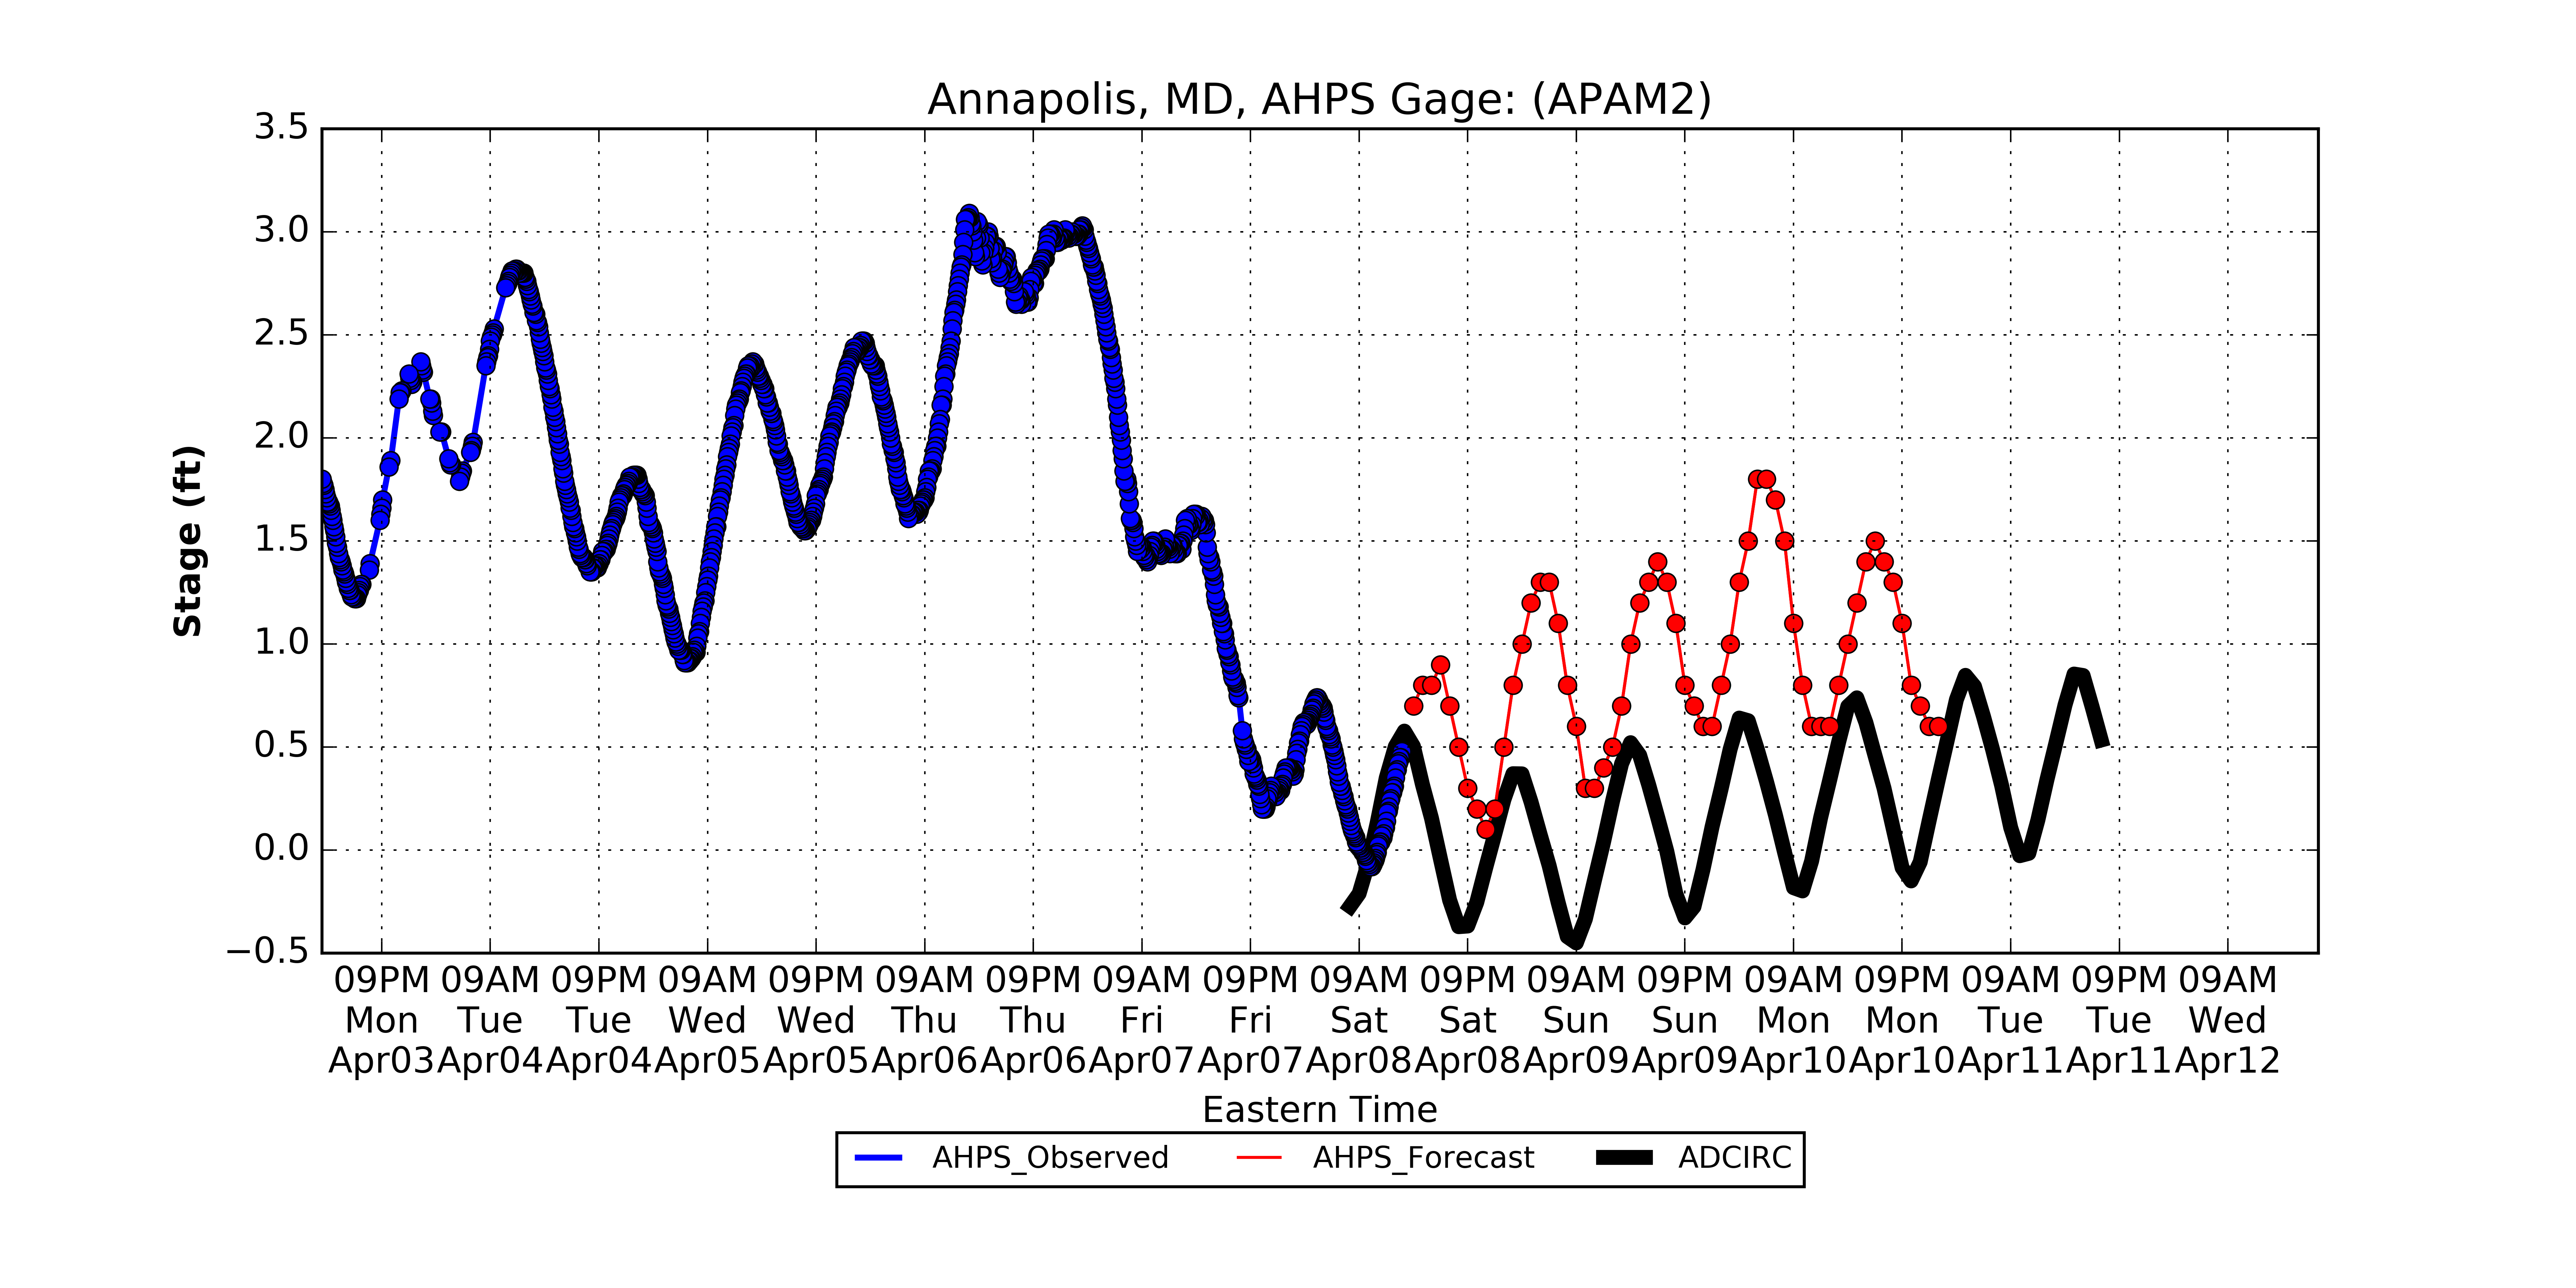 Annapolis, MD, AHPS Gage: (APAM2)
Stage (ft)
3.5
3.0
2.5
2.0
1.5
1.0
0.5
0.0
−0.5
09PM 09AM 09PM 09AM 09PM 09AM 09PM 09AM 09PM 09AM 09PM 09AM 09PM 09AM 09PM 09AM 09PM 09AM
Mon Tue Tue Wed Wed Thu Thu Fri Fri Sat Sat Sun Sun Mon Mon Tue Tue Wed
Apr03 Apr04 Apr04 Apr05 Apr05 Apr06 Apr06 Apr07 Apr07 Apr08 Apr08 Apr09 Apr09 Apr10 Apr10 Apr11 Apr11 Apr12
Eastern Time
AHPS_Observed AHPS_Forecast ADCIRC